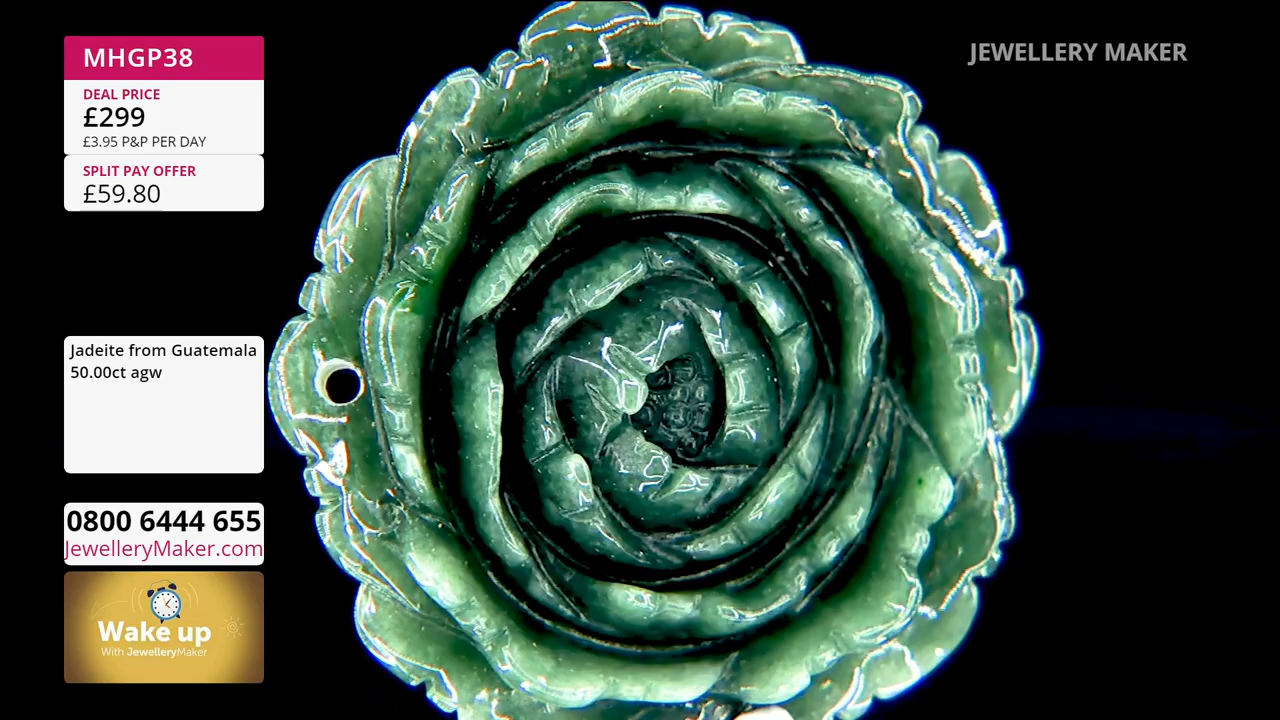 MHGP38
DEAL PRICE
£299
£3.95 P&P PER DAY
SPLIT PAY OFFER
£59.80
Jadeite from Guatemala
50.00ct agw
0800 6444 655
JewelleryMaker.com
Wake up
With JewelleryMaker
JEWELLERY MAKER